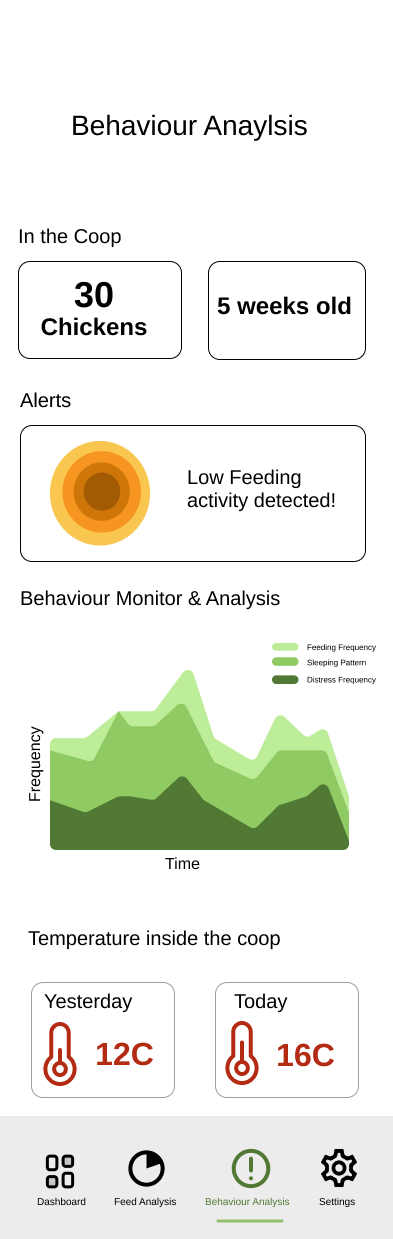 Behaviour Anaylsis
In the Coop
30
Chickens
5 weeks old
Alerts
Low Feeding
activity detected!
Behaviour Monitor & Analysis
Feeding Frequency
Sleeping Pattern
Distress Frequency
Frequency
Time
Temperature inside the coop
Yesterday
12C
Today
16C
Dashboard
Feed Analysis
Behaviour Analysis
Settings